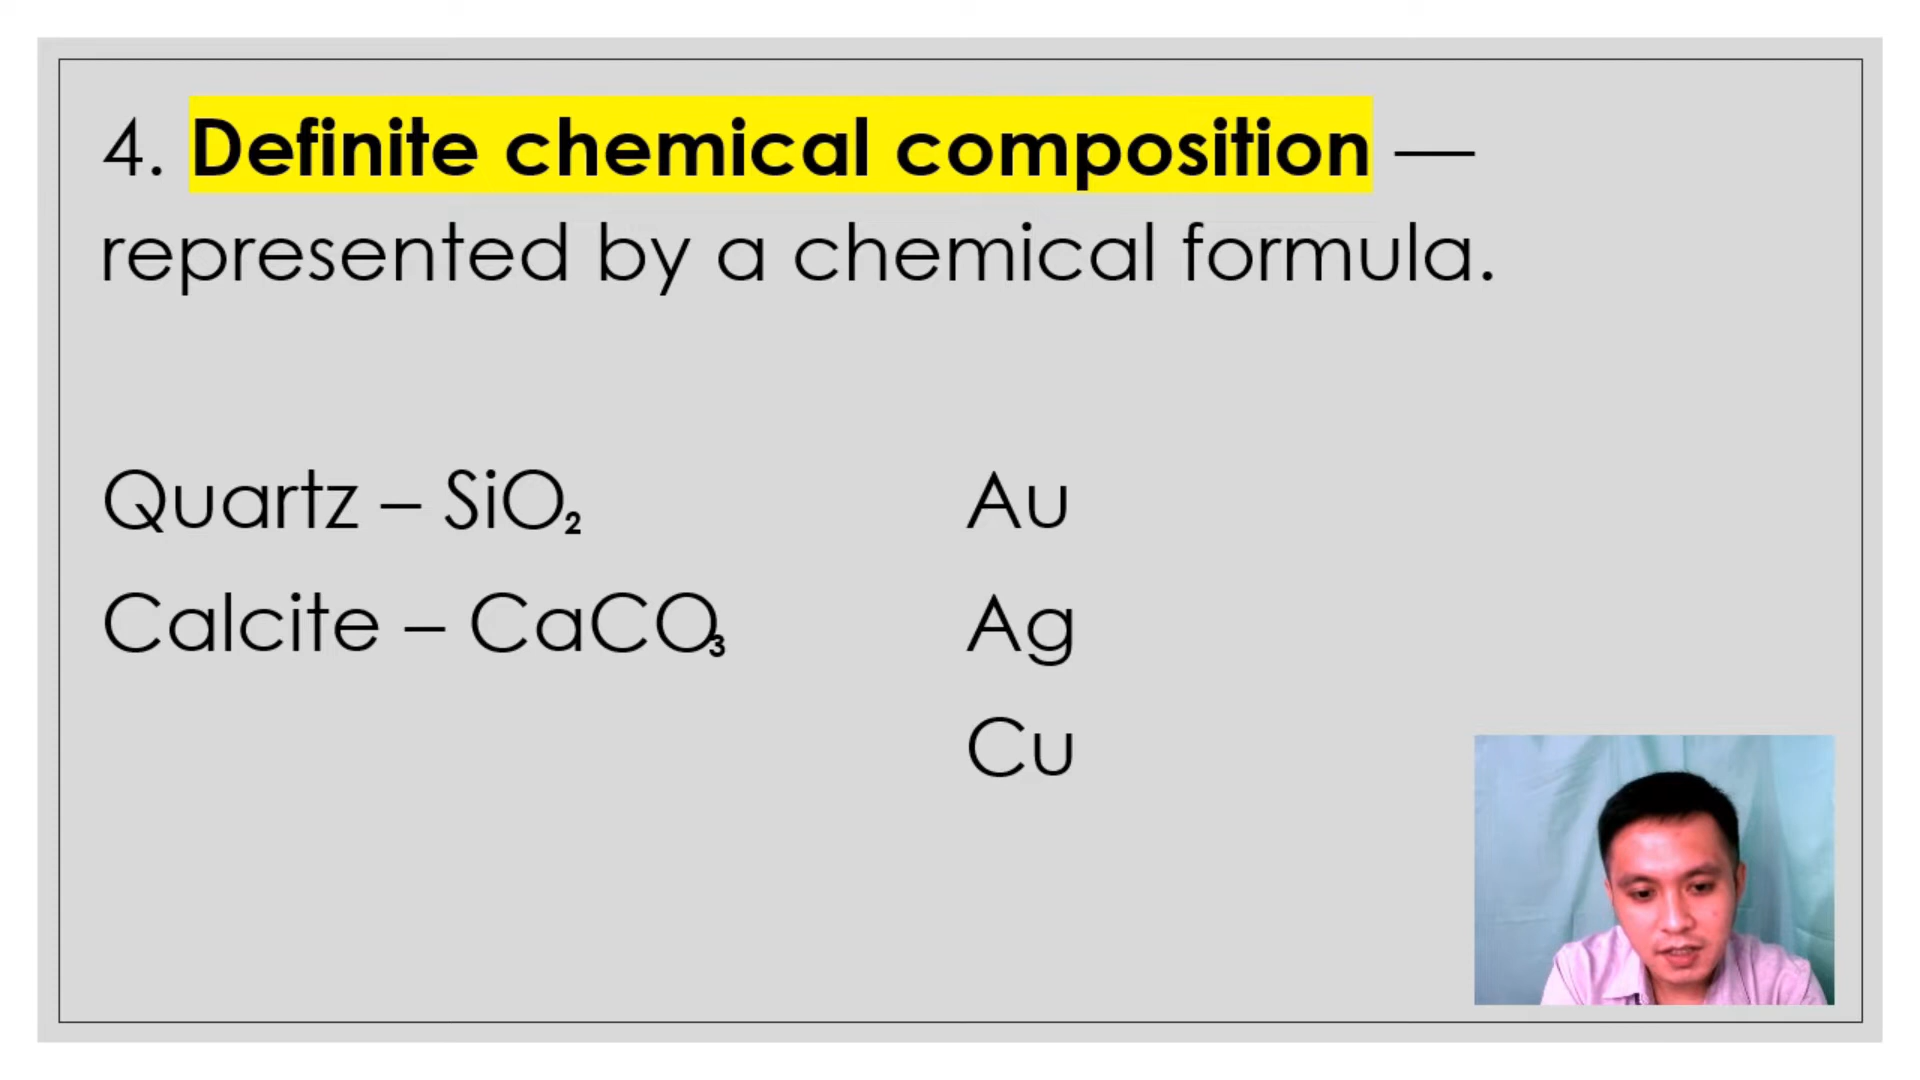 4. Definite chemical composition —
represented by a chemical formula.
Quartz – SiO₂
Calcite – CaCO₃
Au
Ag
Cu